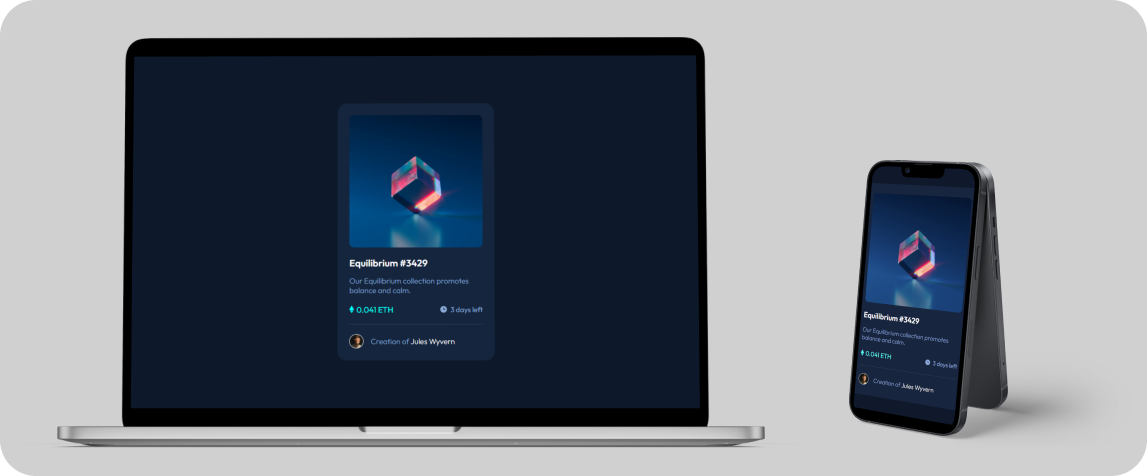 Equilibrium #3429
Our Equilibrium collection promotes
balance and calm.
0.041 ETH
3 days left
Creation of Jules Wyvern
Equilibrium #3429
Our Equilibrium collection promotes
balance and calm.
0.041 ETH
3 days left
Creation of Jules Wyvern